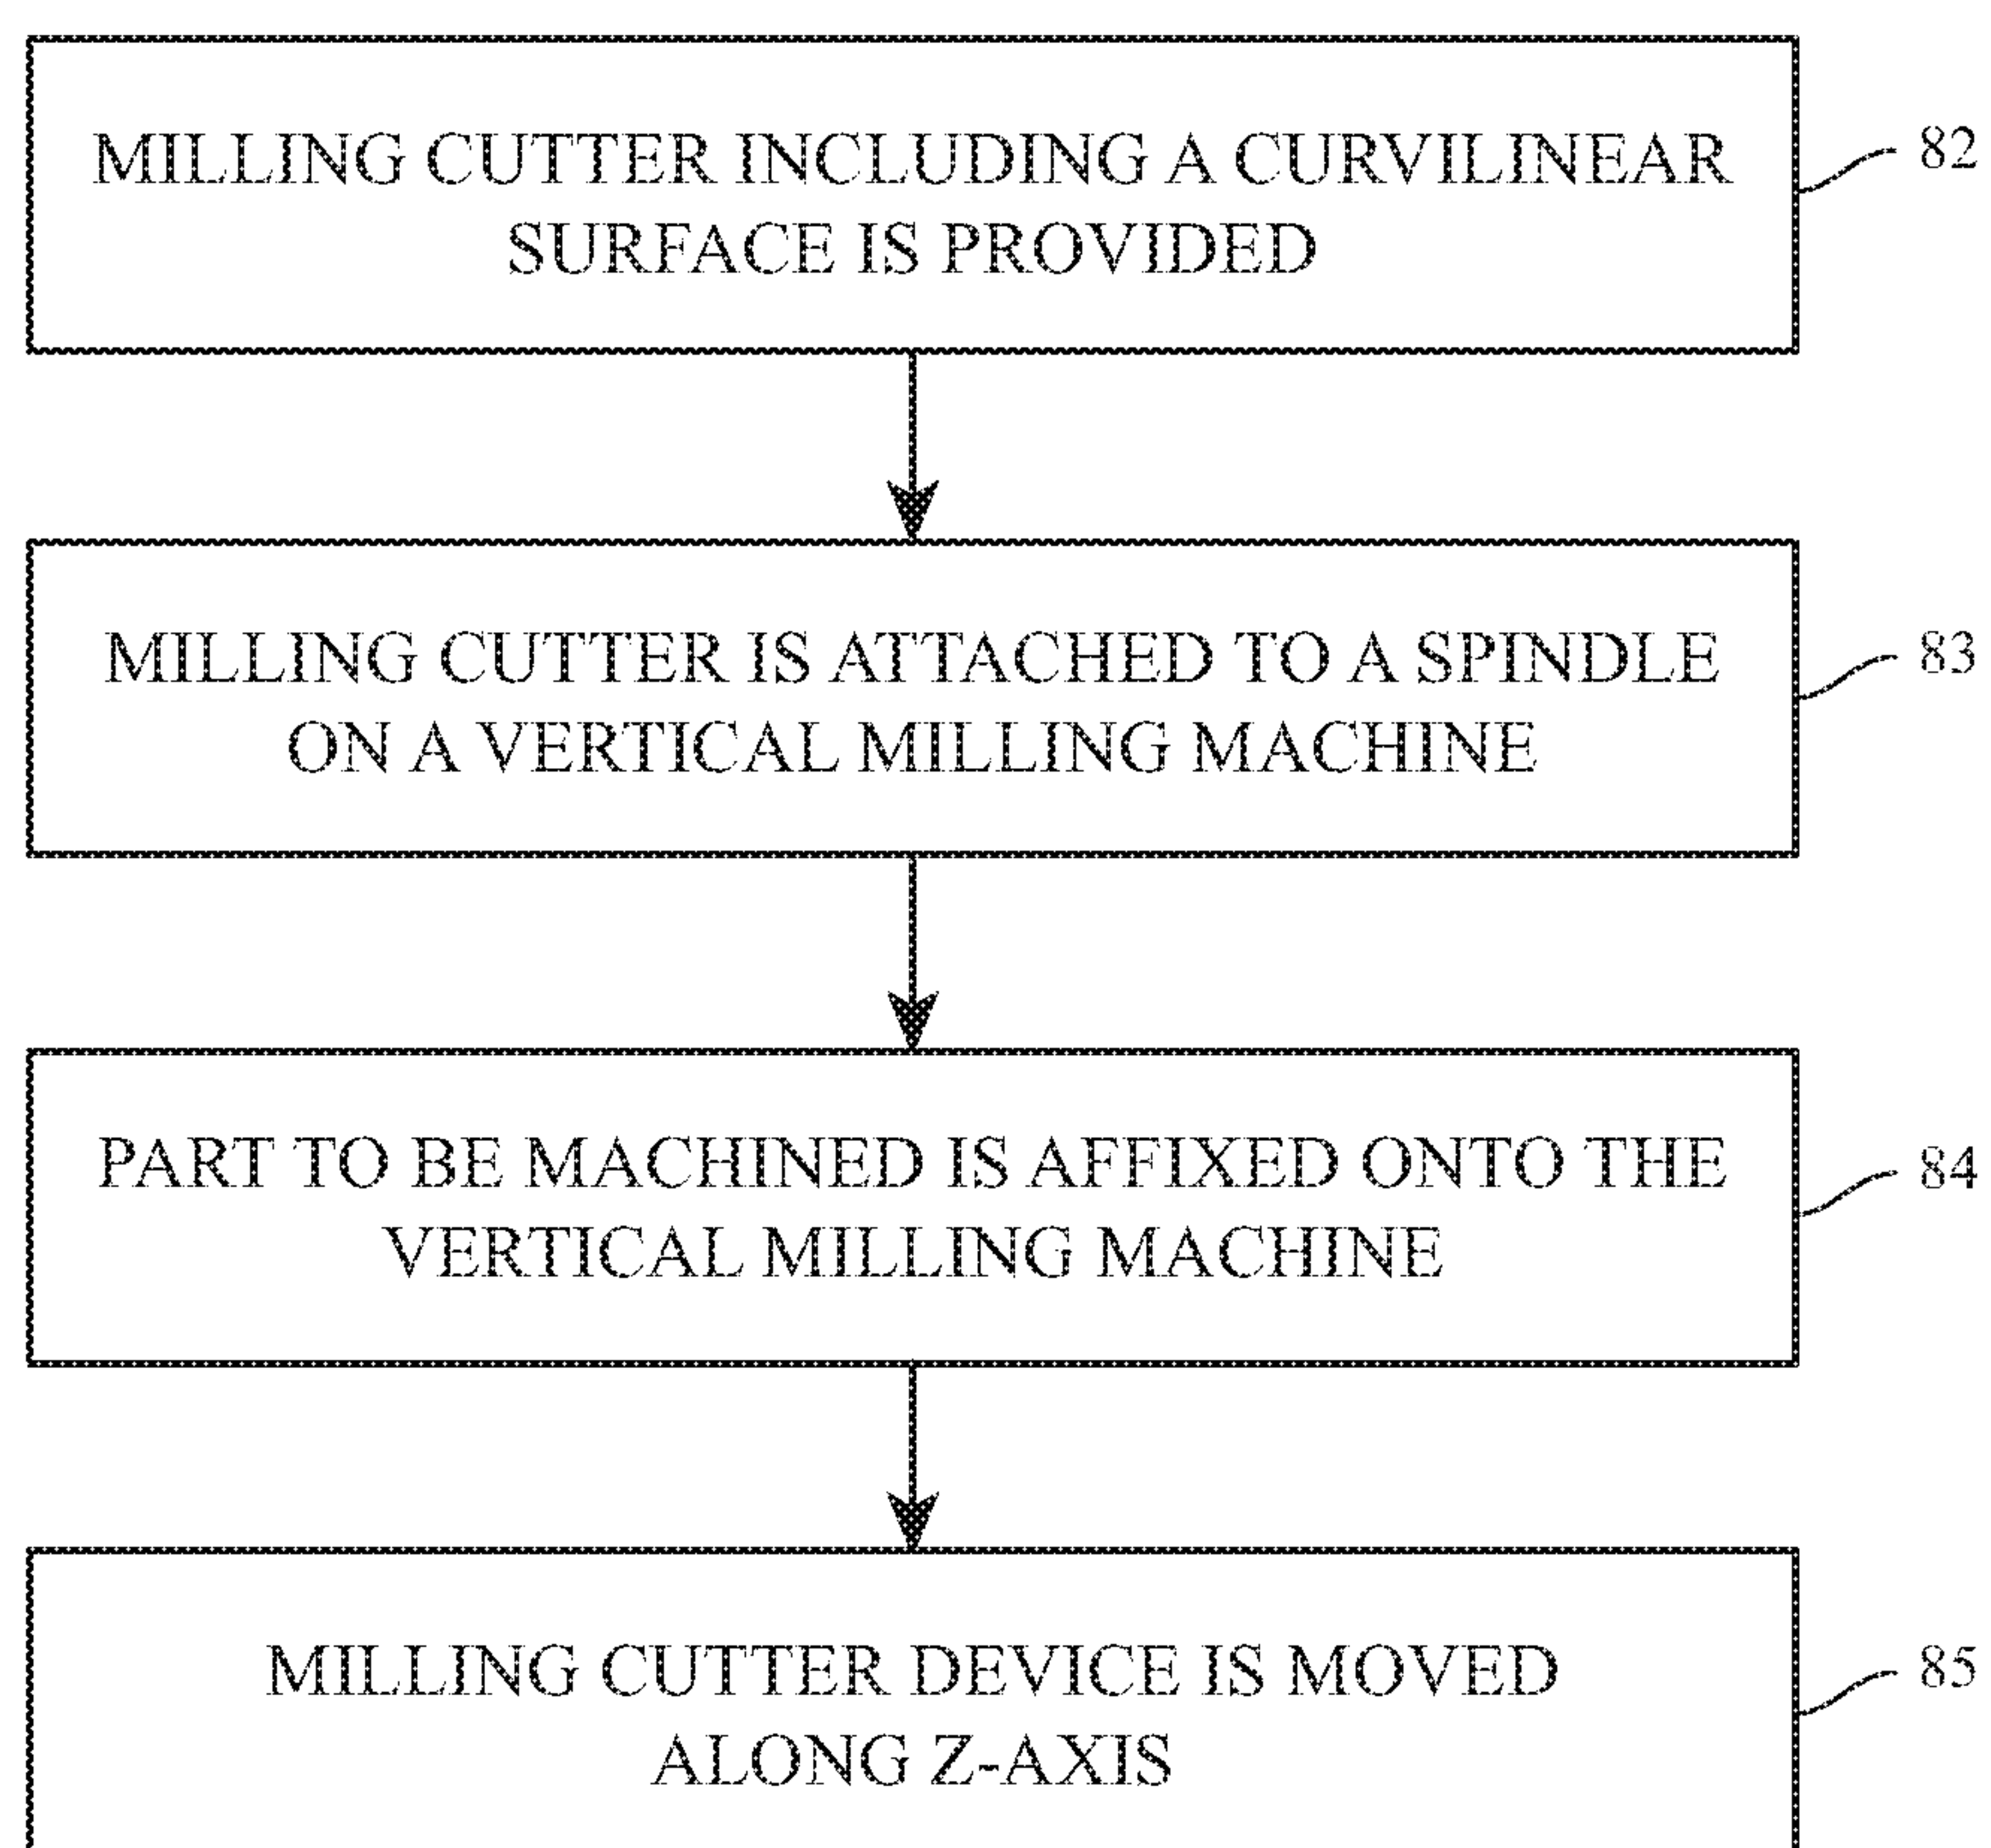 MILLING CUTTER INCLUDING A CURVILINEAR
SURFACE IS PROVIDED
82
MILLING CUTTER IS ATTACHED TO A SPINDLE
ON A VERTICAL MILLING MACHINE
83
PART TO BE MACHINED IS AFFIXED ONTO THE
VERTICAL MILLING MACHINE
84
MILLING CUTTER DEVICE IS MOVED
ALONG Z-AXIS
85